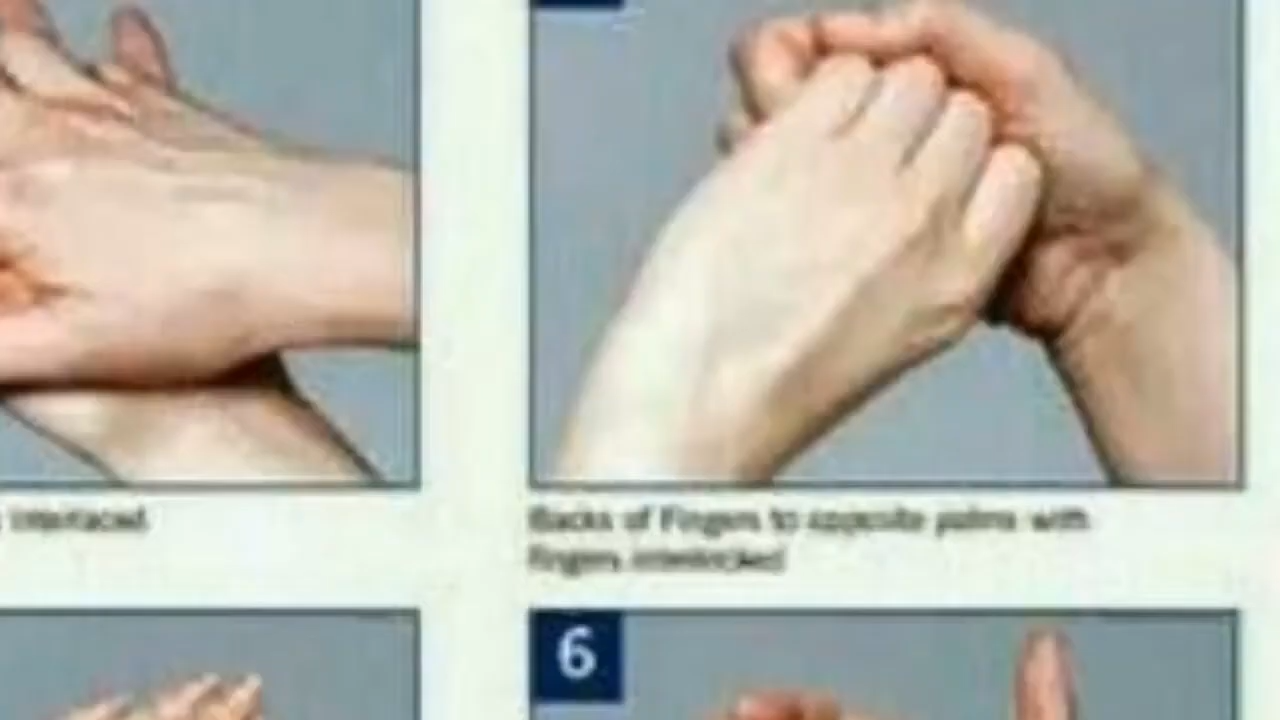 interlaced
Backs of Fingers to opposite palms with
fingers interlocked
6